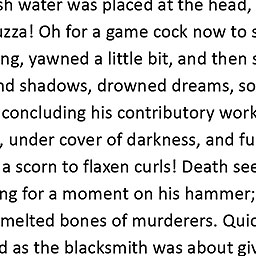 sh water was placed at the head,
uzza! Oh for a game cock now to s
ng, yawned a little bit, and then s
nd shadows, drowned dreams, so
concluding his contributory work
, under cover of darkness, and fu
a scorn to flaxen curls! Death see
ng for a moment on his hammer;
melted bones of murderers. Quic
d as the blacksmith was about giv